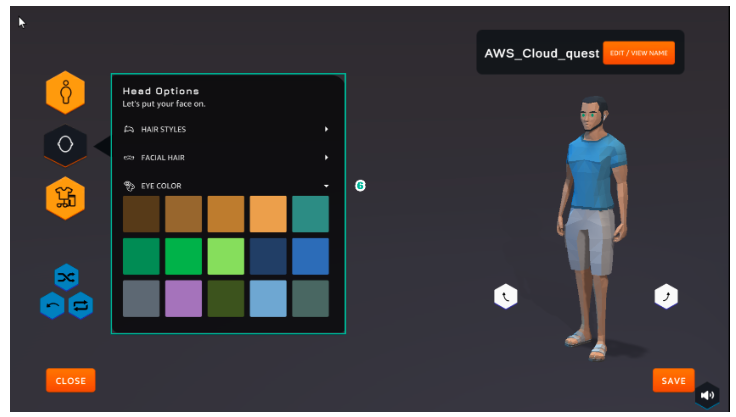 AWS_Cloud_quest
EDIT / VIEW NAME
Head Options
Let's put your face on.
HAIR STYLES
FACIAL HAIR
EYE COLOR
6
CLOSE
SAVE